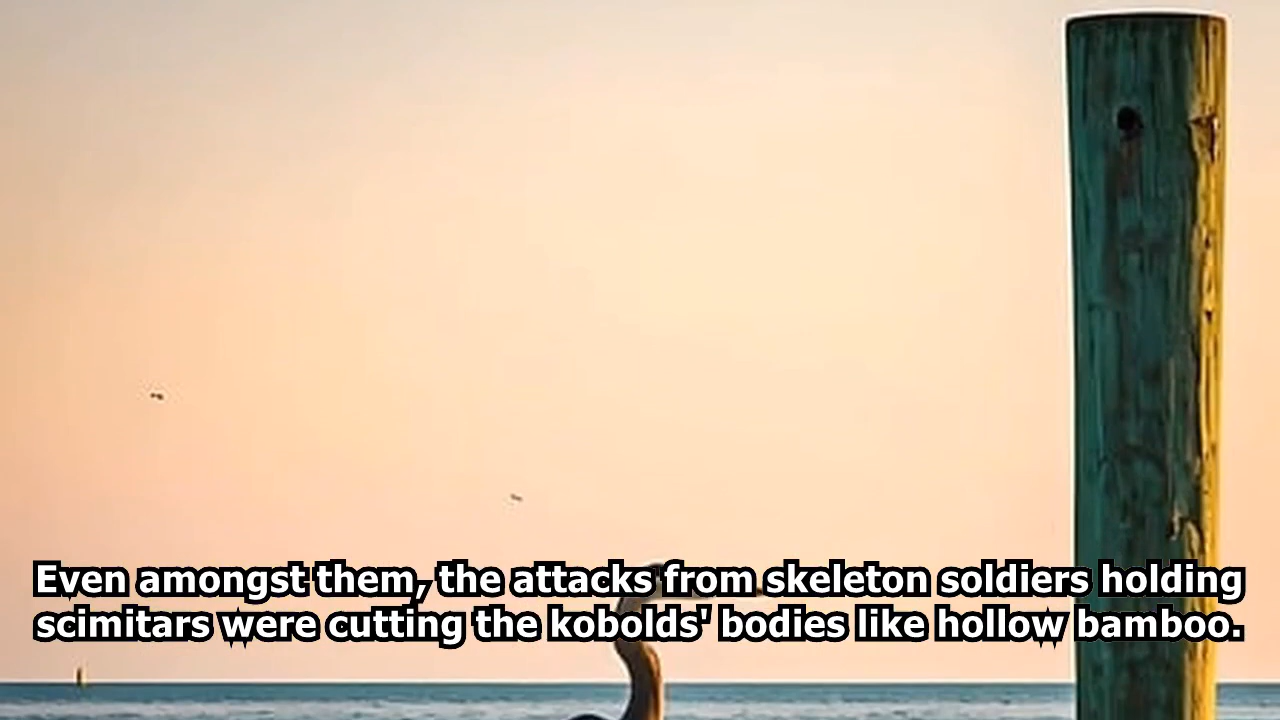 Even amongst them, the attacks from skeleton soldiers holding
scimitars were cutting the kobolds' bodies like hollow bamboo.